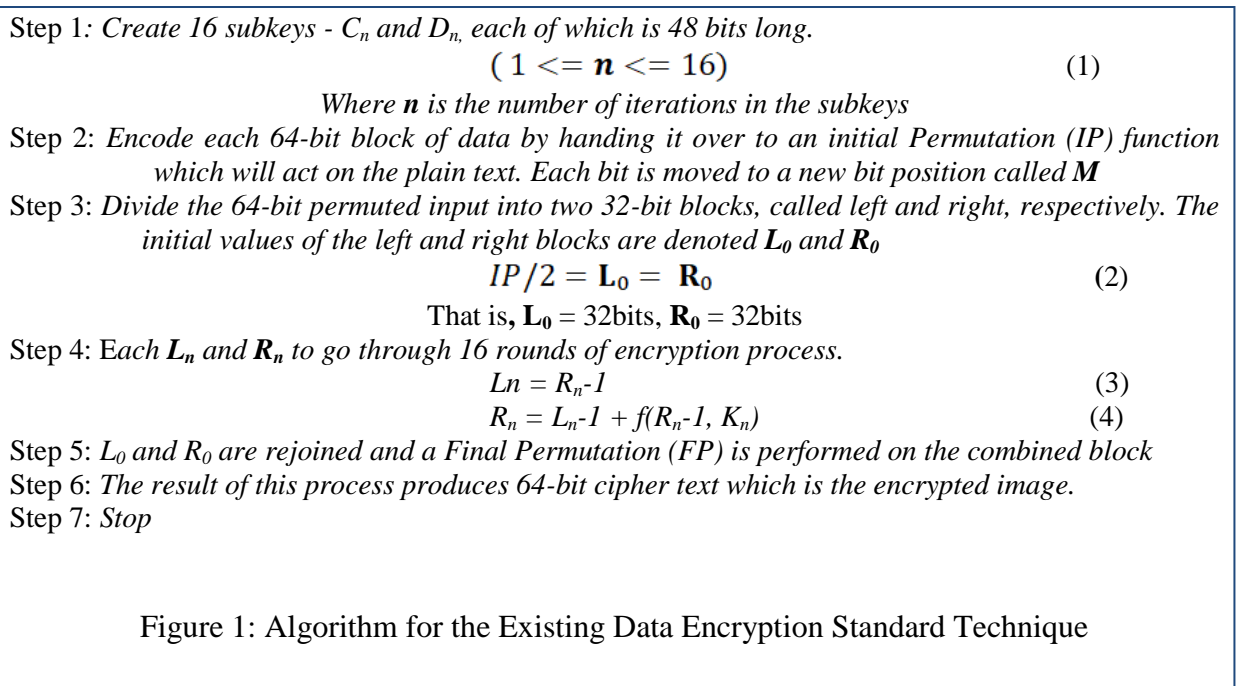 Step 1: Create 16 subkeys - Cn and Dn, each of which is 48 bits long.
( 1 <= n <= 16) (1)
Where n is the number of iterations in the subkeys
Step 2: Encode each 64-bit block of data by handing it over to an initial Permutation (IP) function
which will act on the plain text. Each bit is moved to a new bit position called M
Step 3: Divide the 64-bit permuted input into two 32-bit blocks, called left and right, respectively. The
initial values of the left and right blocks are denoted L0 and R0
IP/2 = L0 = R0 (2)
That is, L0 = 32bits, R0 = 32bits
Step 4: Each Ln and Rn to go through 16 rounds of encryption process.
Ln = Rn-1 (3)
Rn = Ln-1 + f(Rn-1, Kn) (4)
Step 5: L0 and R0 are rejoined and a Final Permutation (FP) is performed on the combined block
Step 6: The result of this process produces 64-bit cipher text which is the encrypted image.
Step 7: Stop
Figure 1: Algorithm for the Existing Data Encryption Standard Technique